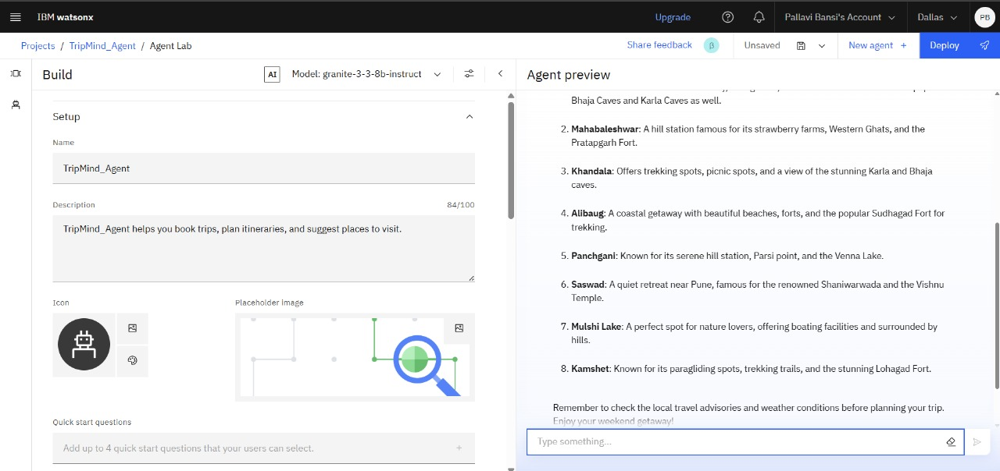 IBM watsonx
Upgrade
Pallavi Bansi's Account
Dallas
PB
Projects / TripMind_Agent / Agent Lab
Share feedback
β
Unsaved
New agent +
Deploy
Build
AI
Model: granite-3-3-8b-instruct
Setup
Name
TripMind_Agent
Description
84/100
TripMind_Agent helps you book trips, plan itineraries, and suggest places to visit.
Icon
Placeholder image
Quick start questions
Add up to 4 quick start questions that your users can select.
Agent preview
Bhaja Caves and Karla Caves as well.
2. Mahabaleshwar: A hill station famous for its strawberry farms, Western Ghats, and the
Pratapgarh Fort.
3. Khandala: Offers trekking spots, picnic spots, and a view of the stunning Karla and Bhaja
caves.
4. Alibaug: A coastal getaway with beautiful beaches, forts, and the popular Sudhagad Fort for
trekking.
5. Panchgani: Known for its serene hill station, Parsi point, and the Venna Lake.
6. Saswad: A quiet retreat near Pune, famous for the renowned Shaniwarwada and the Vishnu
Temple.
7. Mulshi Lake: A perfect spot for nature lovers, offering boating facilities and surrounded by
hills.
8. Kamshet: Known for its paragliding spots, trekking trails, and the stunning Lohagad Fort.
Remember to check the local travel advisories and weather conditions before planning your trip.
Enjoy your weekend getaway!
Type something...